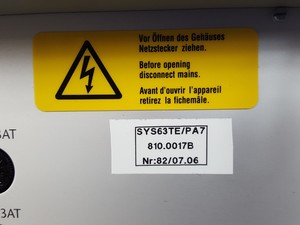 Vor Öffnen des Gehäuses
Netzstecker ziehen.
Before opening
disconnect mains.
Avant d'ouvrir l'appareil
retirez la fichemâle.
SYS63TE/PA7
810.0017B
Nr:82/07.06
3AT